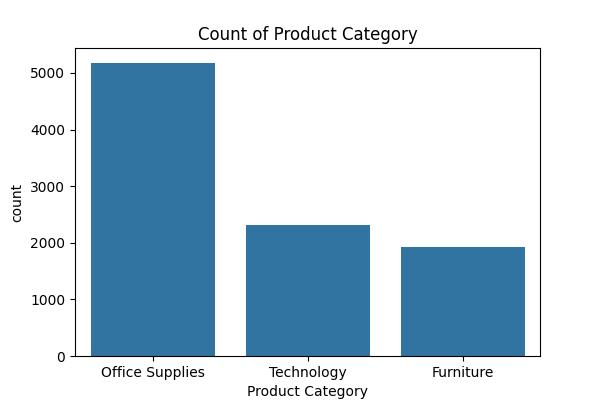 Count of Product Category
5000
4000
3000
2000
1000
0
count
Office Supplies
Technology
Furniture
Product Category